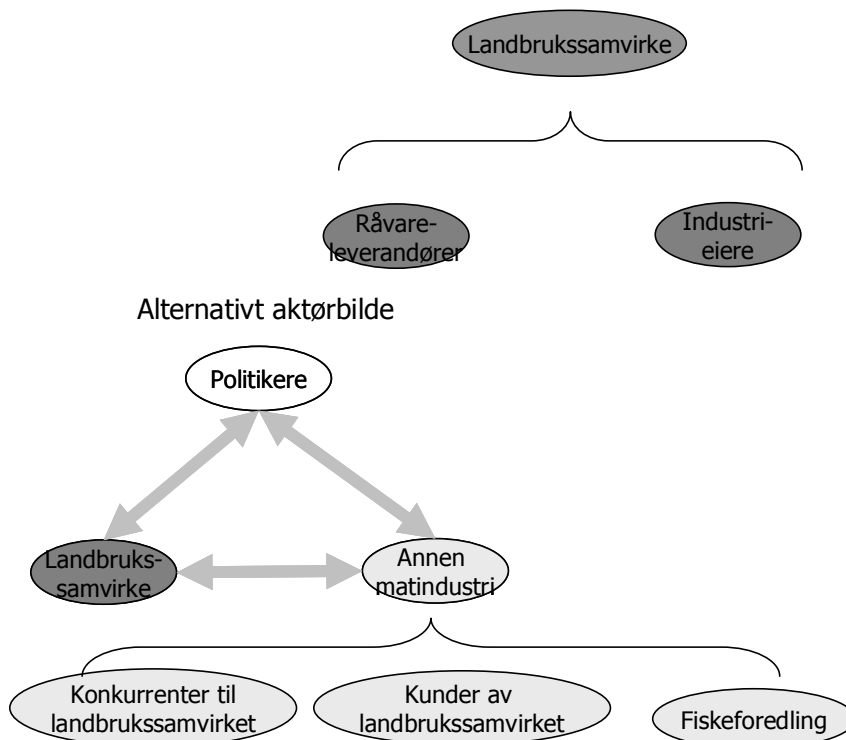 Landbrukssamvirke
Råvare-
leverandører
Industri-
eiere
Alternativt aktørbilde
Politikere
Landbruks-
samvirke
Annen
matindustri
Konkurrenter til
landbrukssamvirket
Kunder av
landbrukssamvirket
Fiskeforedling